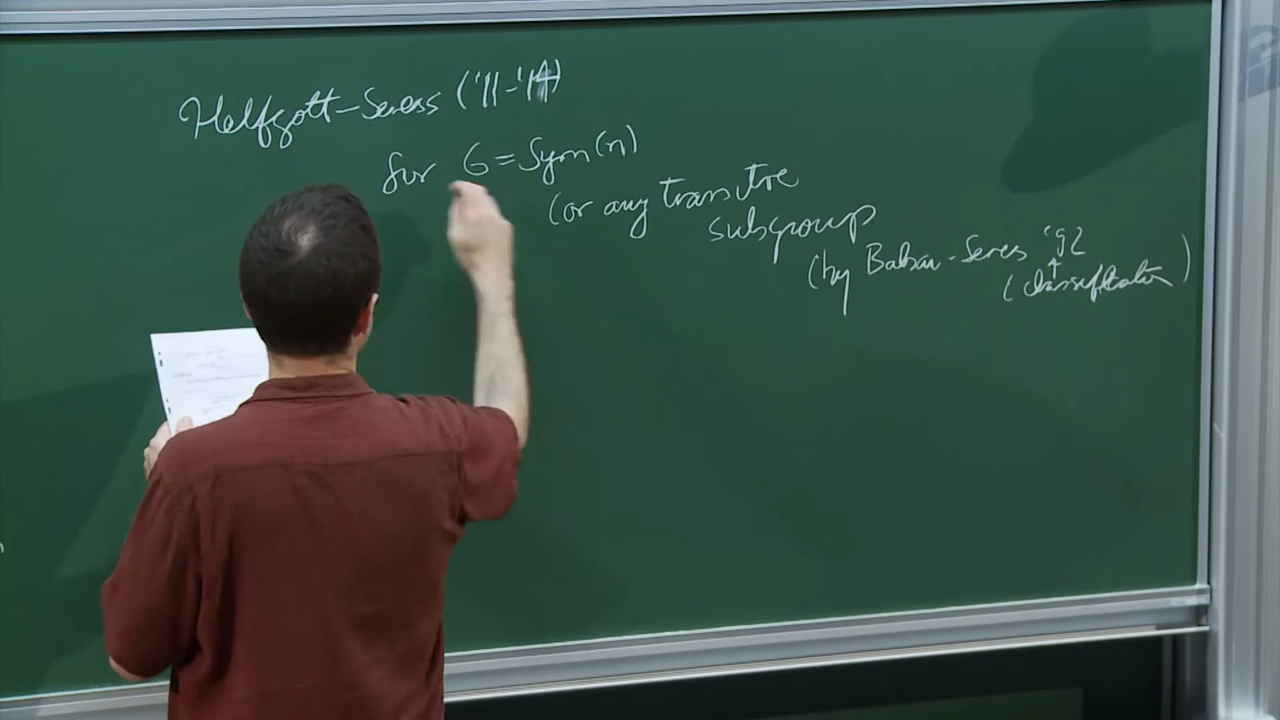 Helfgott-Seress ('11-'14)
for G = Sym(n)
(or any transitive
subgroup
(by Babai-Seress '92
(classification)